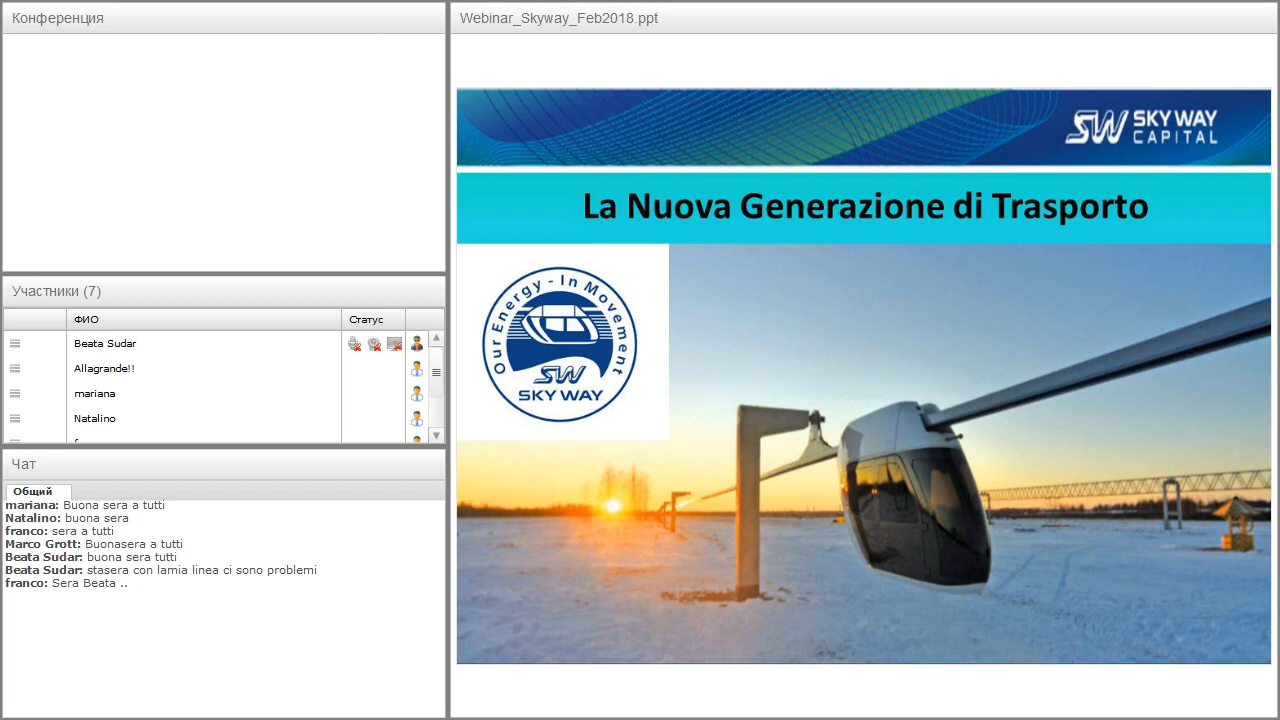 Конференция
Webinar_Skyway_Feb2018.ppt
SW SKY WAY
CAPITAL
La Nuova Generazione di Trasporto
Our Energy - In Movement
SW
SKY WAY
Участники (7)
ФИО Статус
Beata Sudar
Allagrande!!
mariana
Natalino
Чат
Общий
mariana: Buona sera a tutti
Natalino: buona sera
franco: sera a tutti
Marco Grott: Buonasera a tutti
Beata Sudar: buona sera tutti
Beata Sudar: stasera con lamia linea ci sono problemi
franco: Sera Beata ..